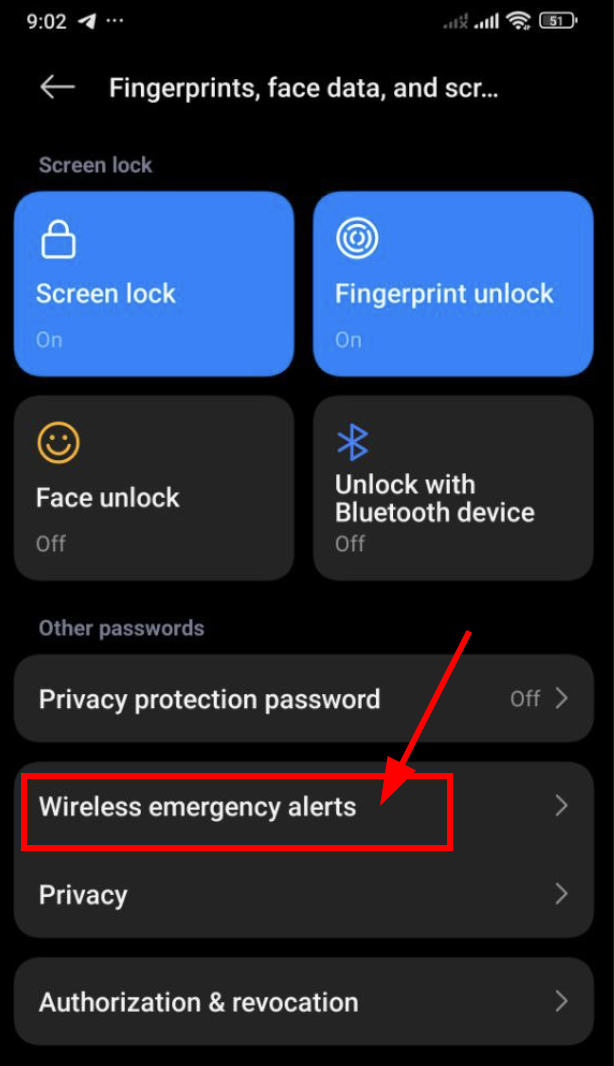 9:02 ... 51
Fingerprints, face data, and scr...
Screen lock
Screen lock
On
Fingerprint unlock
On
Face unlock
Off
Unlock with
Bluetooth device
Off
Other passwords
Privacy protection password Off
Wireless emergency alerts
Privacy
Authorization & revocation